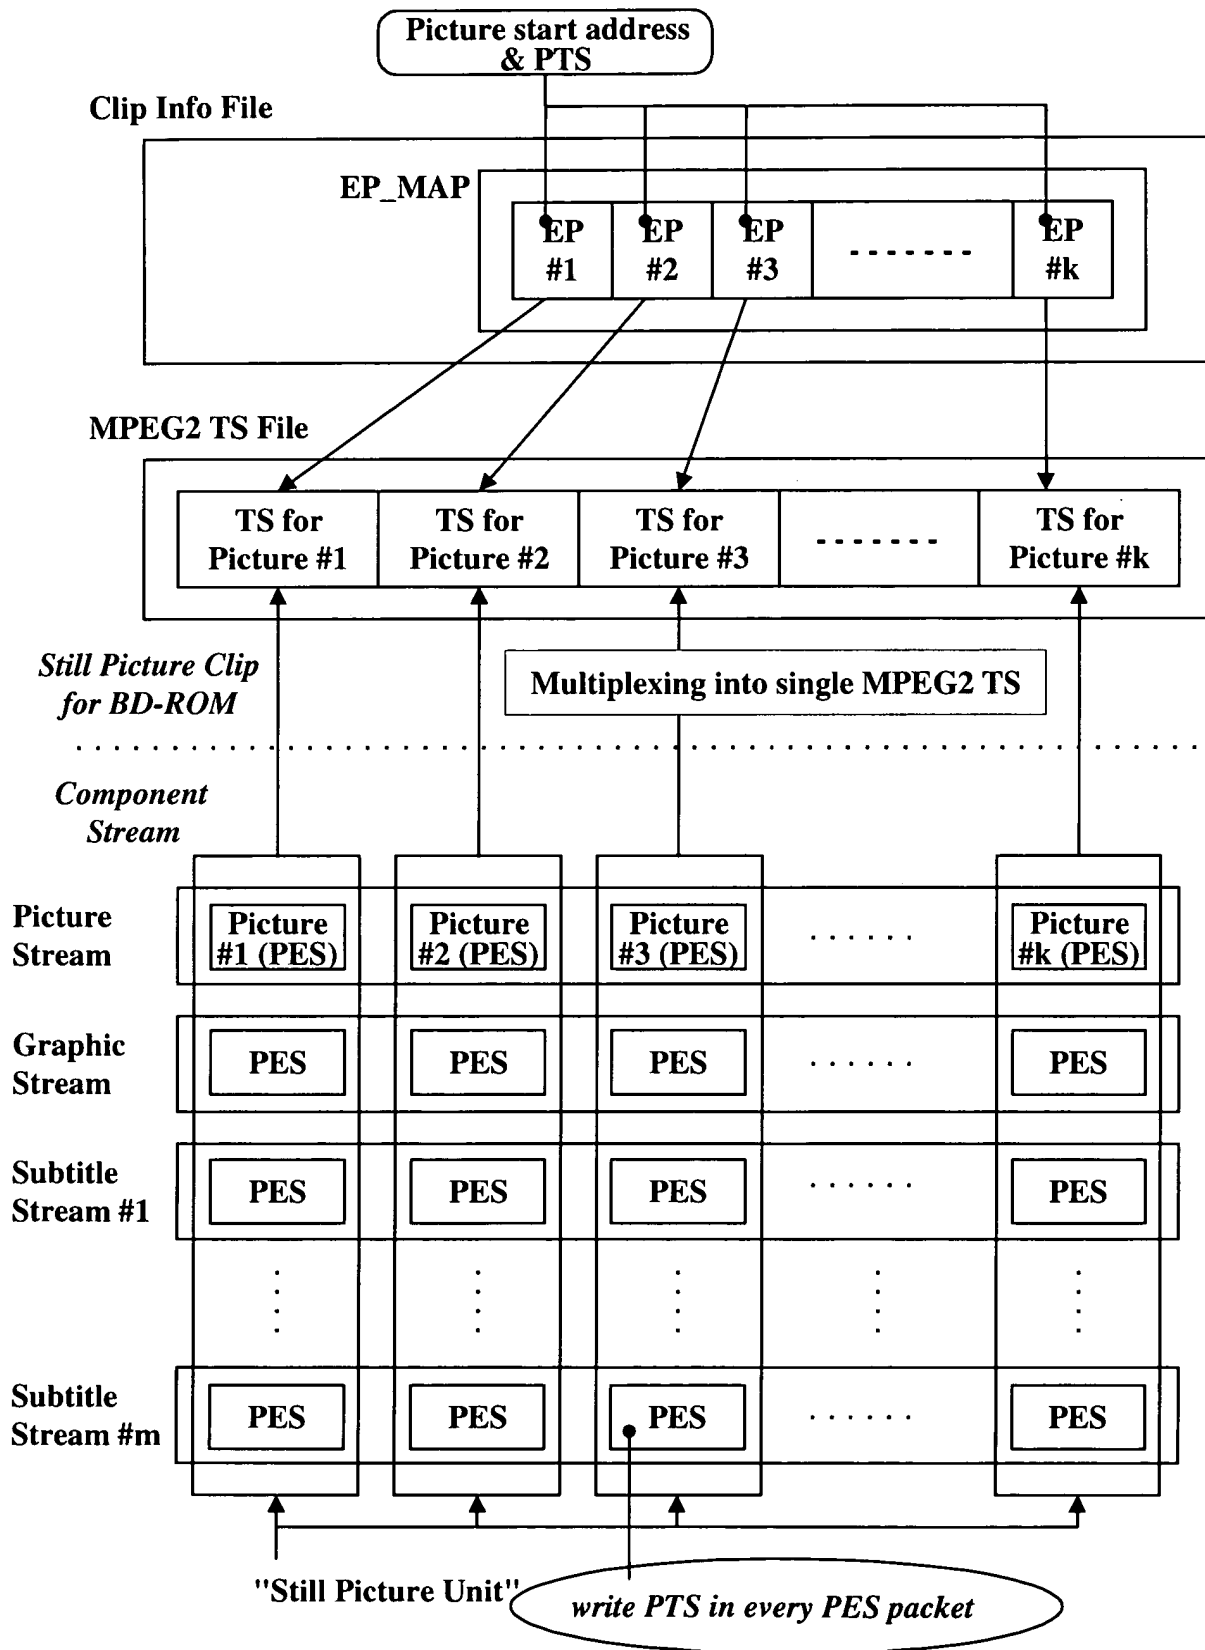 Picture start address
& PTS
Clip Info File
EP_MAP
EP #1
EP #2
EP #3
EP #k
MPEG2 TS File
TS for Picture #1
TS for Picture #2
TS for Picture #3
TS for Picture #k
Still Picture Clip
for BD-ROM
Multiplexing into single MPEG2 TS
Component
Stream
Picture
Stream
Picture #1 (PES)
Picture #2 (PES)
Picture #3 (PES)
Picture #k (PES)
Graphic
Stream
PES
PES
PES
PES
Subtitle
Stream #1
PES
PES
PES
PES
Subtitle
Stream #m
PES
PES
PES
PES
"Still Picture Unit"
write PTS in every PES packet